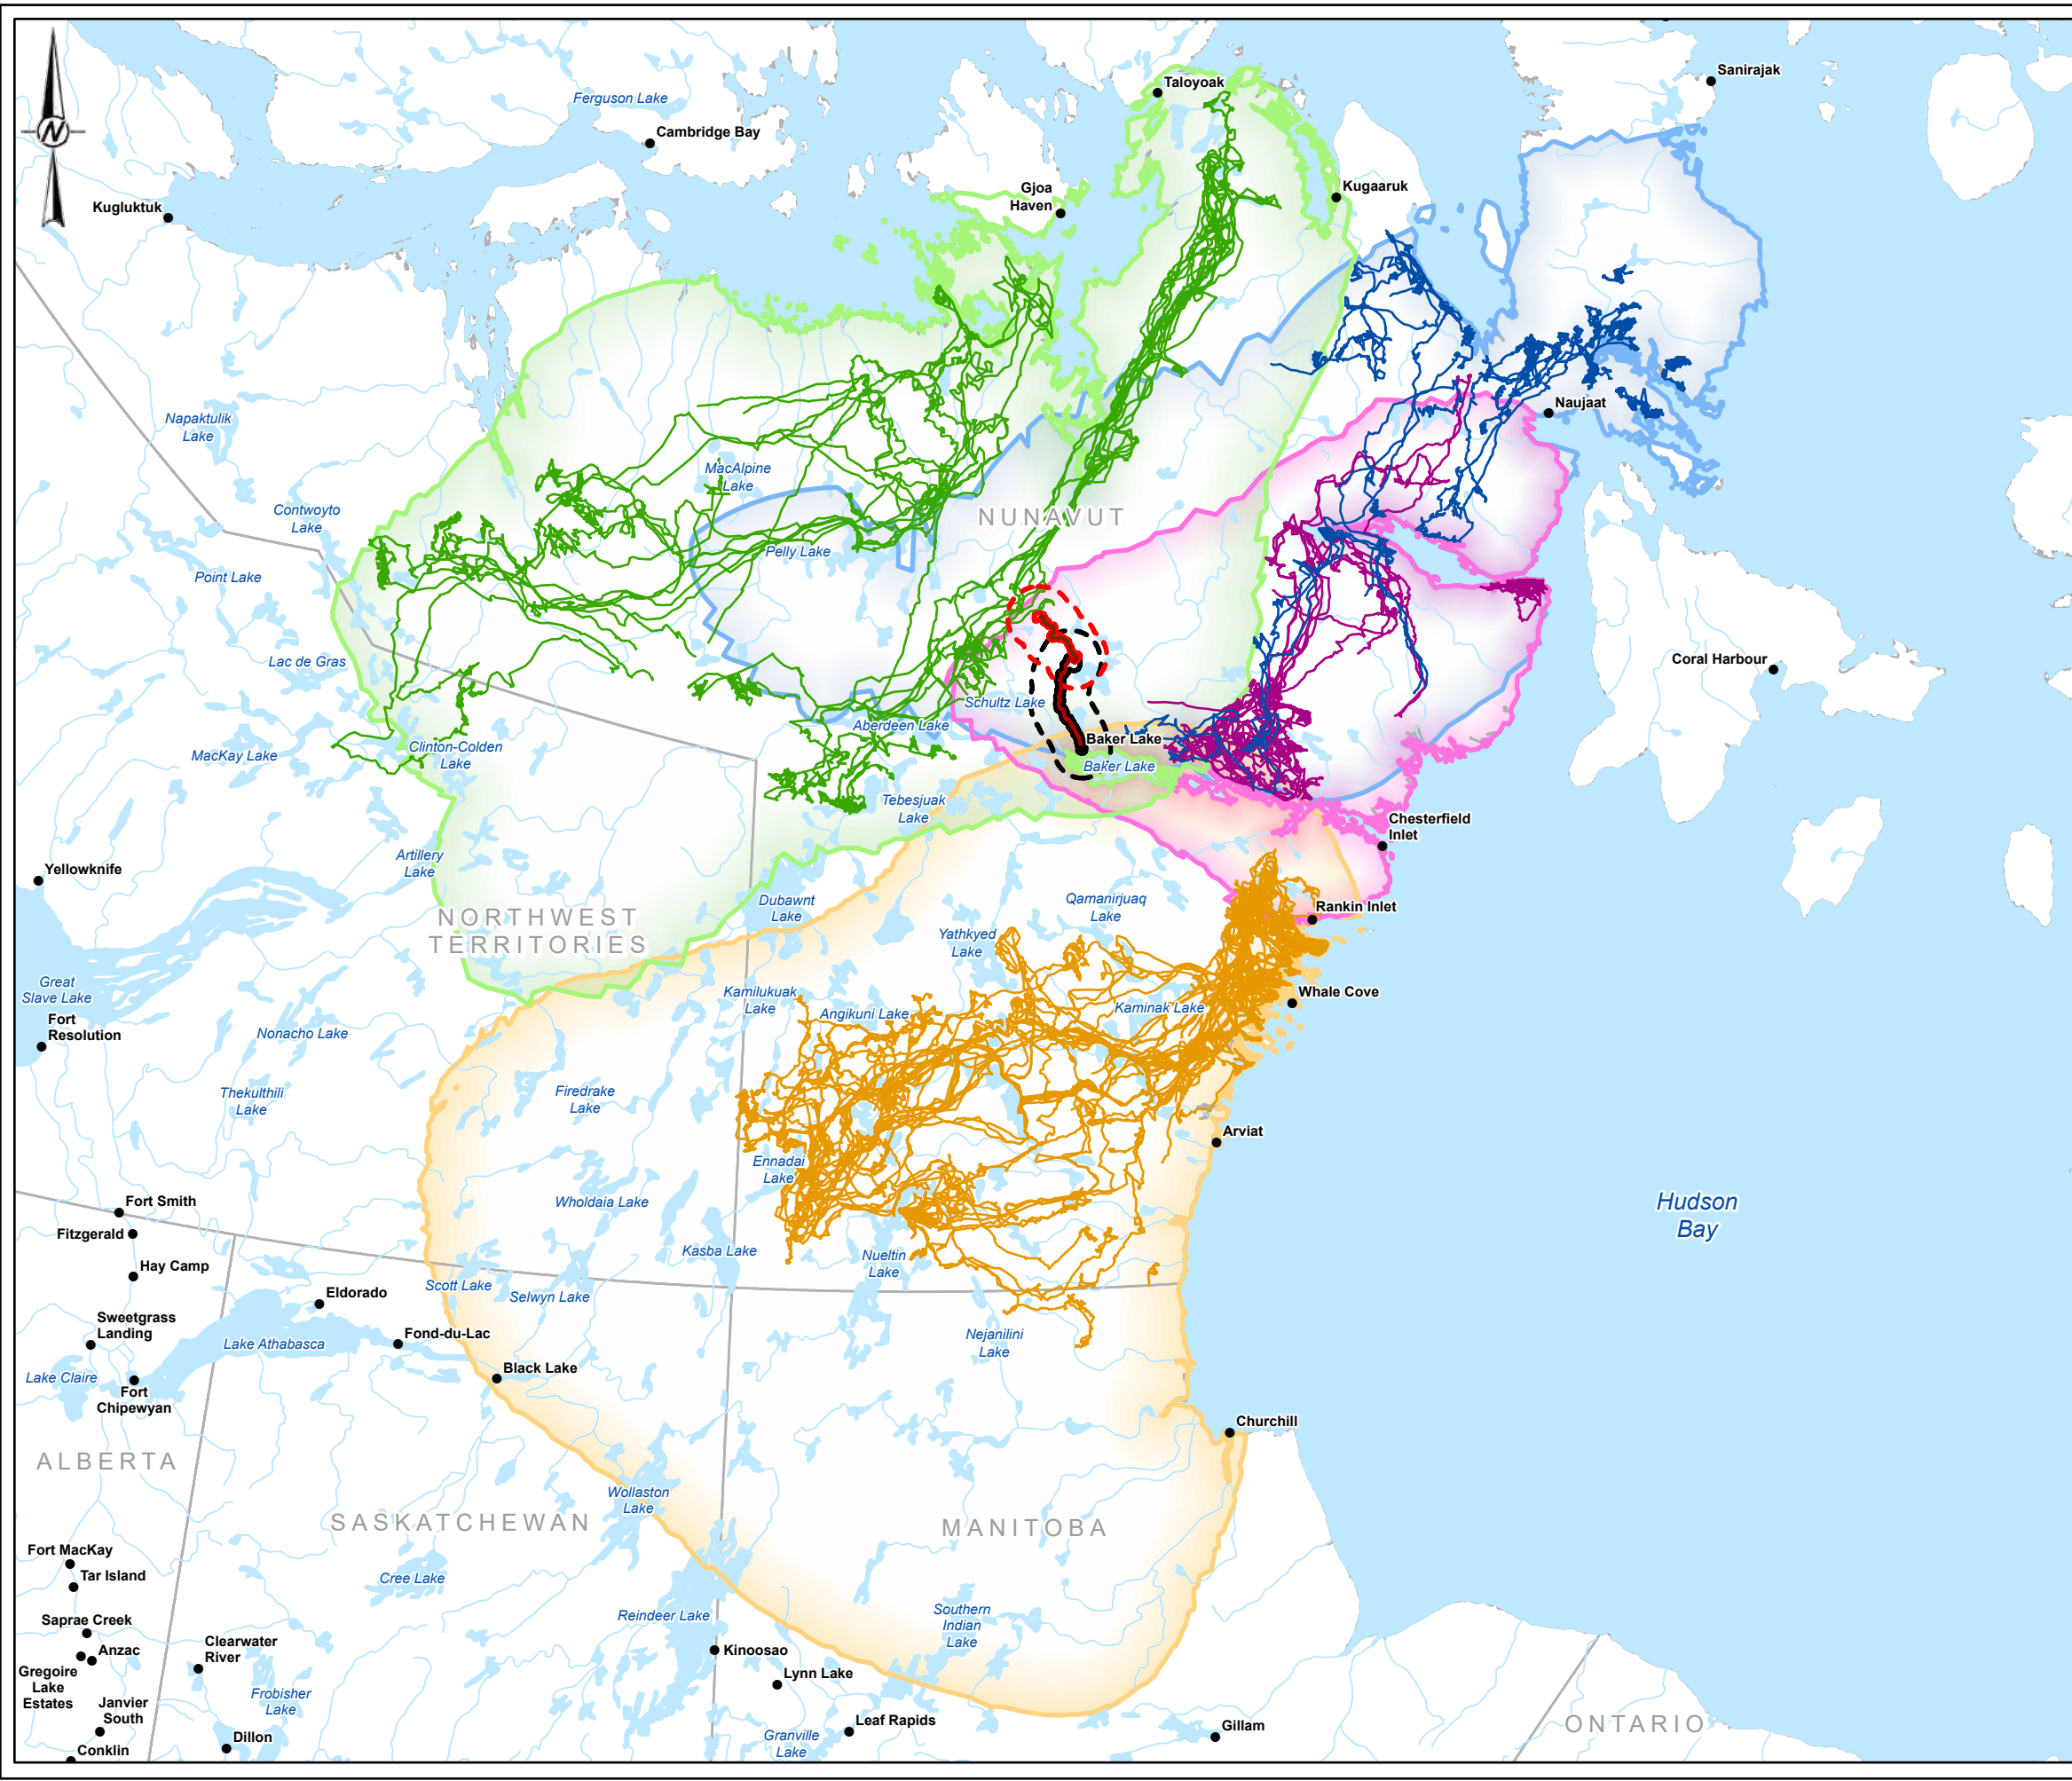 Sanirajak
Taloyoak
Ferguson Lake
Cambridge Bay
N
Kugaaruk
Gjoa
Haven
Kugluktuk
Naujaat
Napaktulik
Lake
MacAlpine
Lake
Contwoyto
Lake
NUNAVUT
Pelly Lake
Point Lake
Lac de Gras
Coral Harbour
Schultz Lake
Aberdeen Lake
Baker Lake
Baker Lake
MacKay Lake
Clinton-Colden
Lake
Tebesjuak
Lake
Chesterfield
Inlet
Artillery
Lake
Yellowknife
Dubawnt
Lake
Qamanirjuaq
Lake
Rankin Inlet
NORTHWEST
TERRITORIES
Yathkyed
Lake
Great
Slave Lake
Kamilukuak
Lake
Angikuni Lake
Kaminak Lake
Whale Cove
Fort
Resolution
Nonacho Lake
Thekulthili
Lake
Firedrake
Lake
Arviat
Ennadai
Lake
Wholdaia Lake
Hudson
Bay
Fort Smith
Fitzgerald
Hay Camp
Kasba Lake
Nueltin
Lake
Scott Lake
Selwyn Lake
Eldorado
Sweetgrass
Landing
Lake Athabasca
Fond-du-Lac
Nejanilini
Lake
Black Lake
Lake Claire
Fort
Chipewyan
Churchill
ALBERTA
Wollaston
Lake
SASKATCHEWAN
MANITOBA
Fort MacKay
Tar Island
Cree Lake
Saprae Creek
Reindeer Lake
Southern
Indian
Lake
Anzac
Clearwater
River
Kinoosao
Gregoire
Lake
Estates
Lynn Lake
Frobisher
Lake
Janvier
South
Leaf Rapids
Gillam
ONTARIO
Dillon
Granville
Lake
Conklin